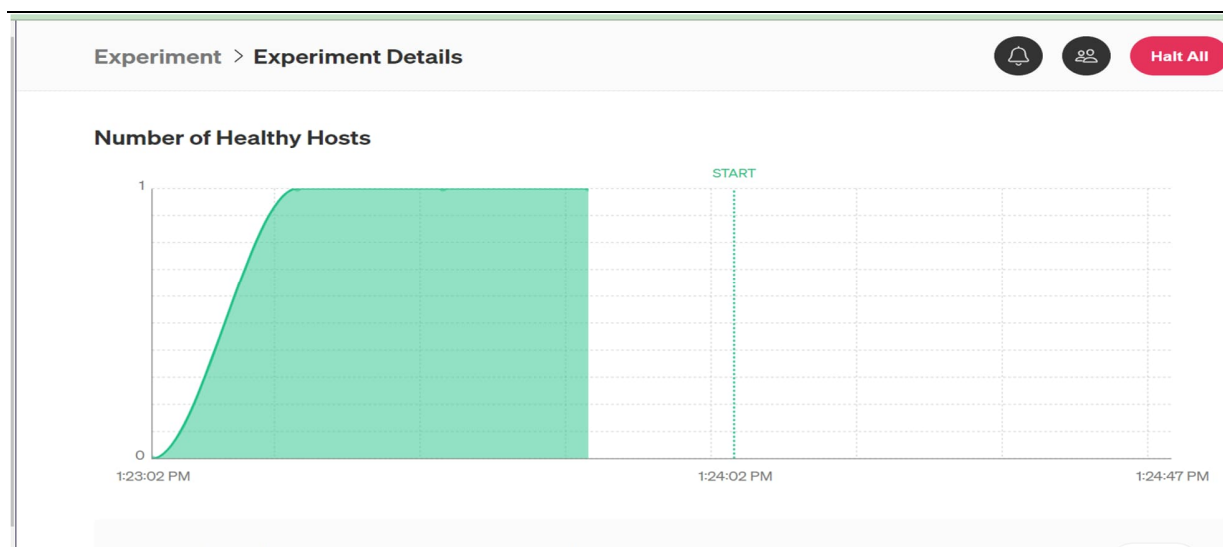 Experiment > Experiment Details
Halt All
Number of Healthy Hosts
START
1
0
1:23:02 PM
1:24:02 PM
1:24:47 PM